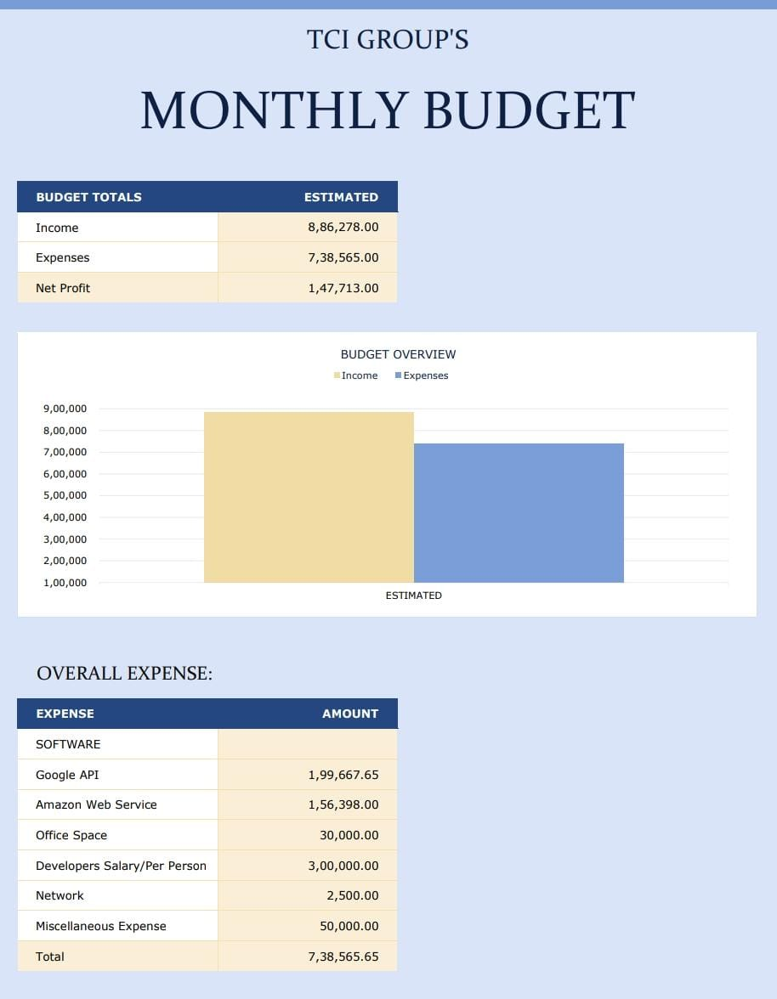 TCI GROUP'S
MONTHLY BUDGET
BUDGET TOTALS ESTIMATED
Income 8,86,278.00
Expenses 7,38,565.00
Net Profit 1,47,713.00
BUDGET OVERVIEW
Income Expenses
9,00,000
8,00,000
7,00,000
6,00,000
5,00,000
4,00,000
3,00,000
2,00,000
1,00,000
ESTIMATED
OVERALL EXPENSE:
EXPENSE AMOUNT
SOFTWARE
Google API 1,99,667.65
Amazon Web Service 1,56,398.00
Office Space 30,000.00
Developers Salary/Per Person 3,00,000.00
Network 2,500.00
Miscellaneous Expense 50,000.00
Total 7,38,565.65